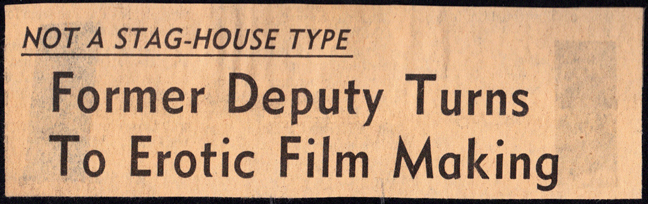 NOT A STAG-HOUSE TYPE
Former Deputy Turns
To Erotic Film Making